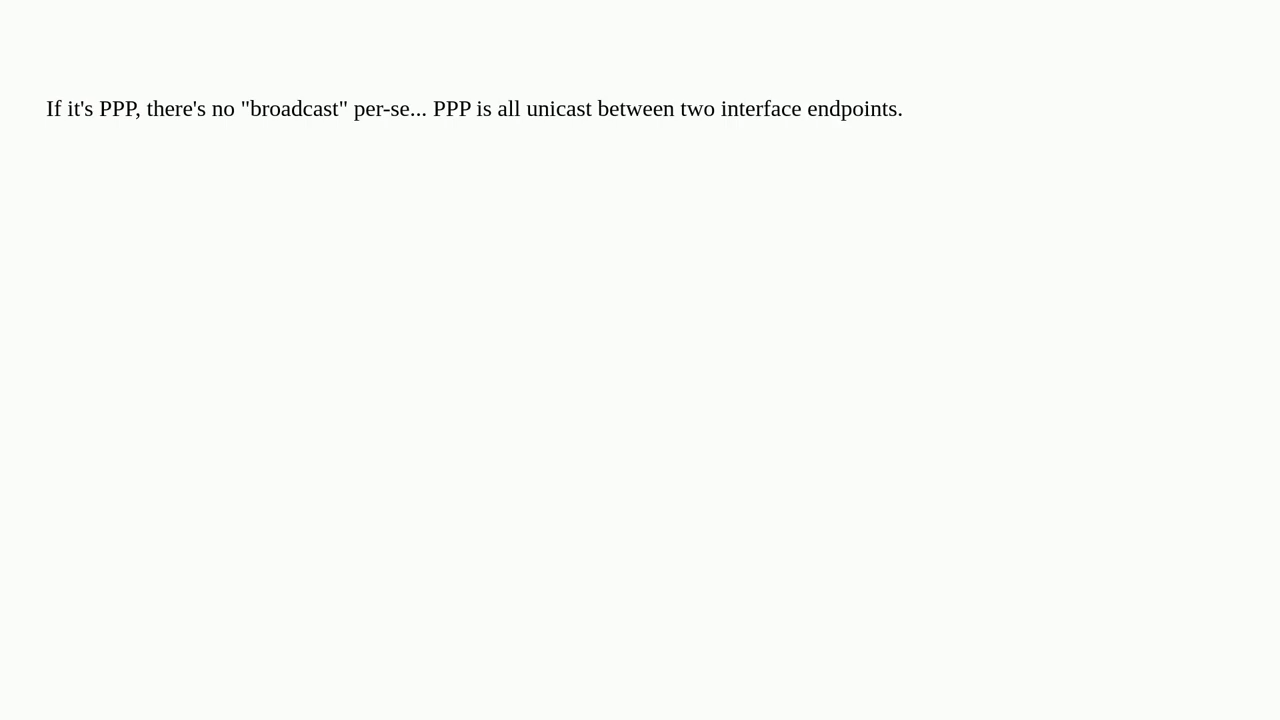 If it's PPP, there's no "broadcast" per-se... PPP is all unicast between two interface endpoints.